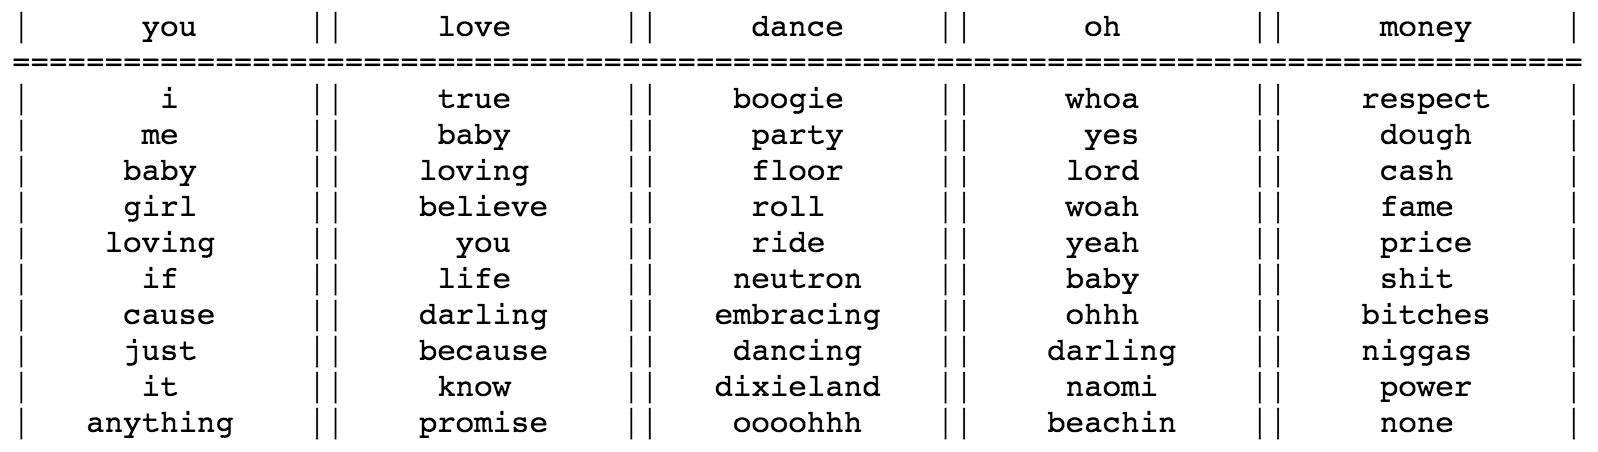 | you || love || dance || oh || money |
=====================================================================================
| i || true || boogie || whoa || respect |
| me || baby || party || yes || dough |
| baby || loving || floor || lord || cash |
| girl || believe || roll || woah || fame |
| loving || you || ride || yeah || price |
| if || life || neutron || baby || shit |
| cause || darling || embracing || ohhh || bitches |
| just || because || dancing || darling || niggas |
| it || know || dixieland || naomi || power |
| anything || promise || oooohhh || beachin || none |